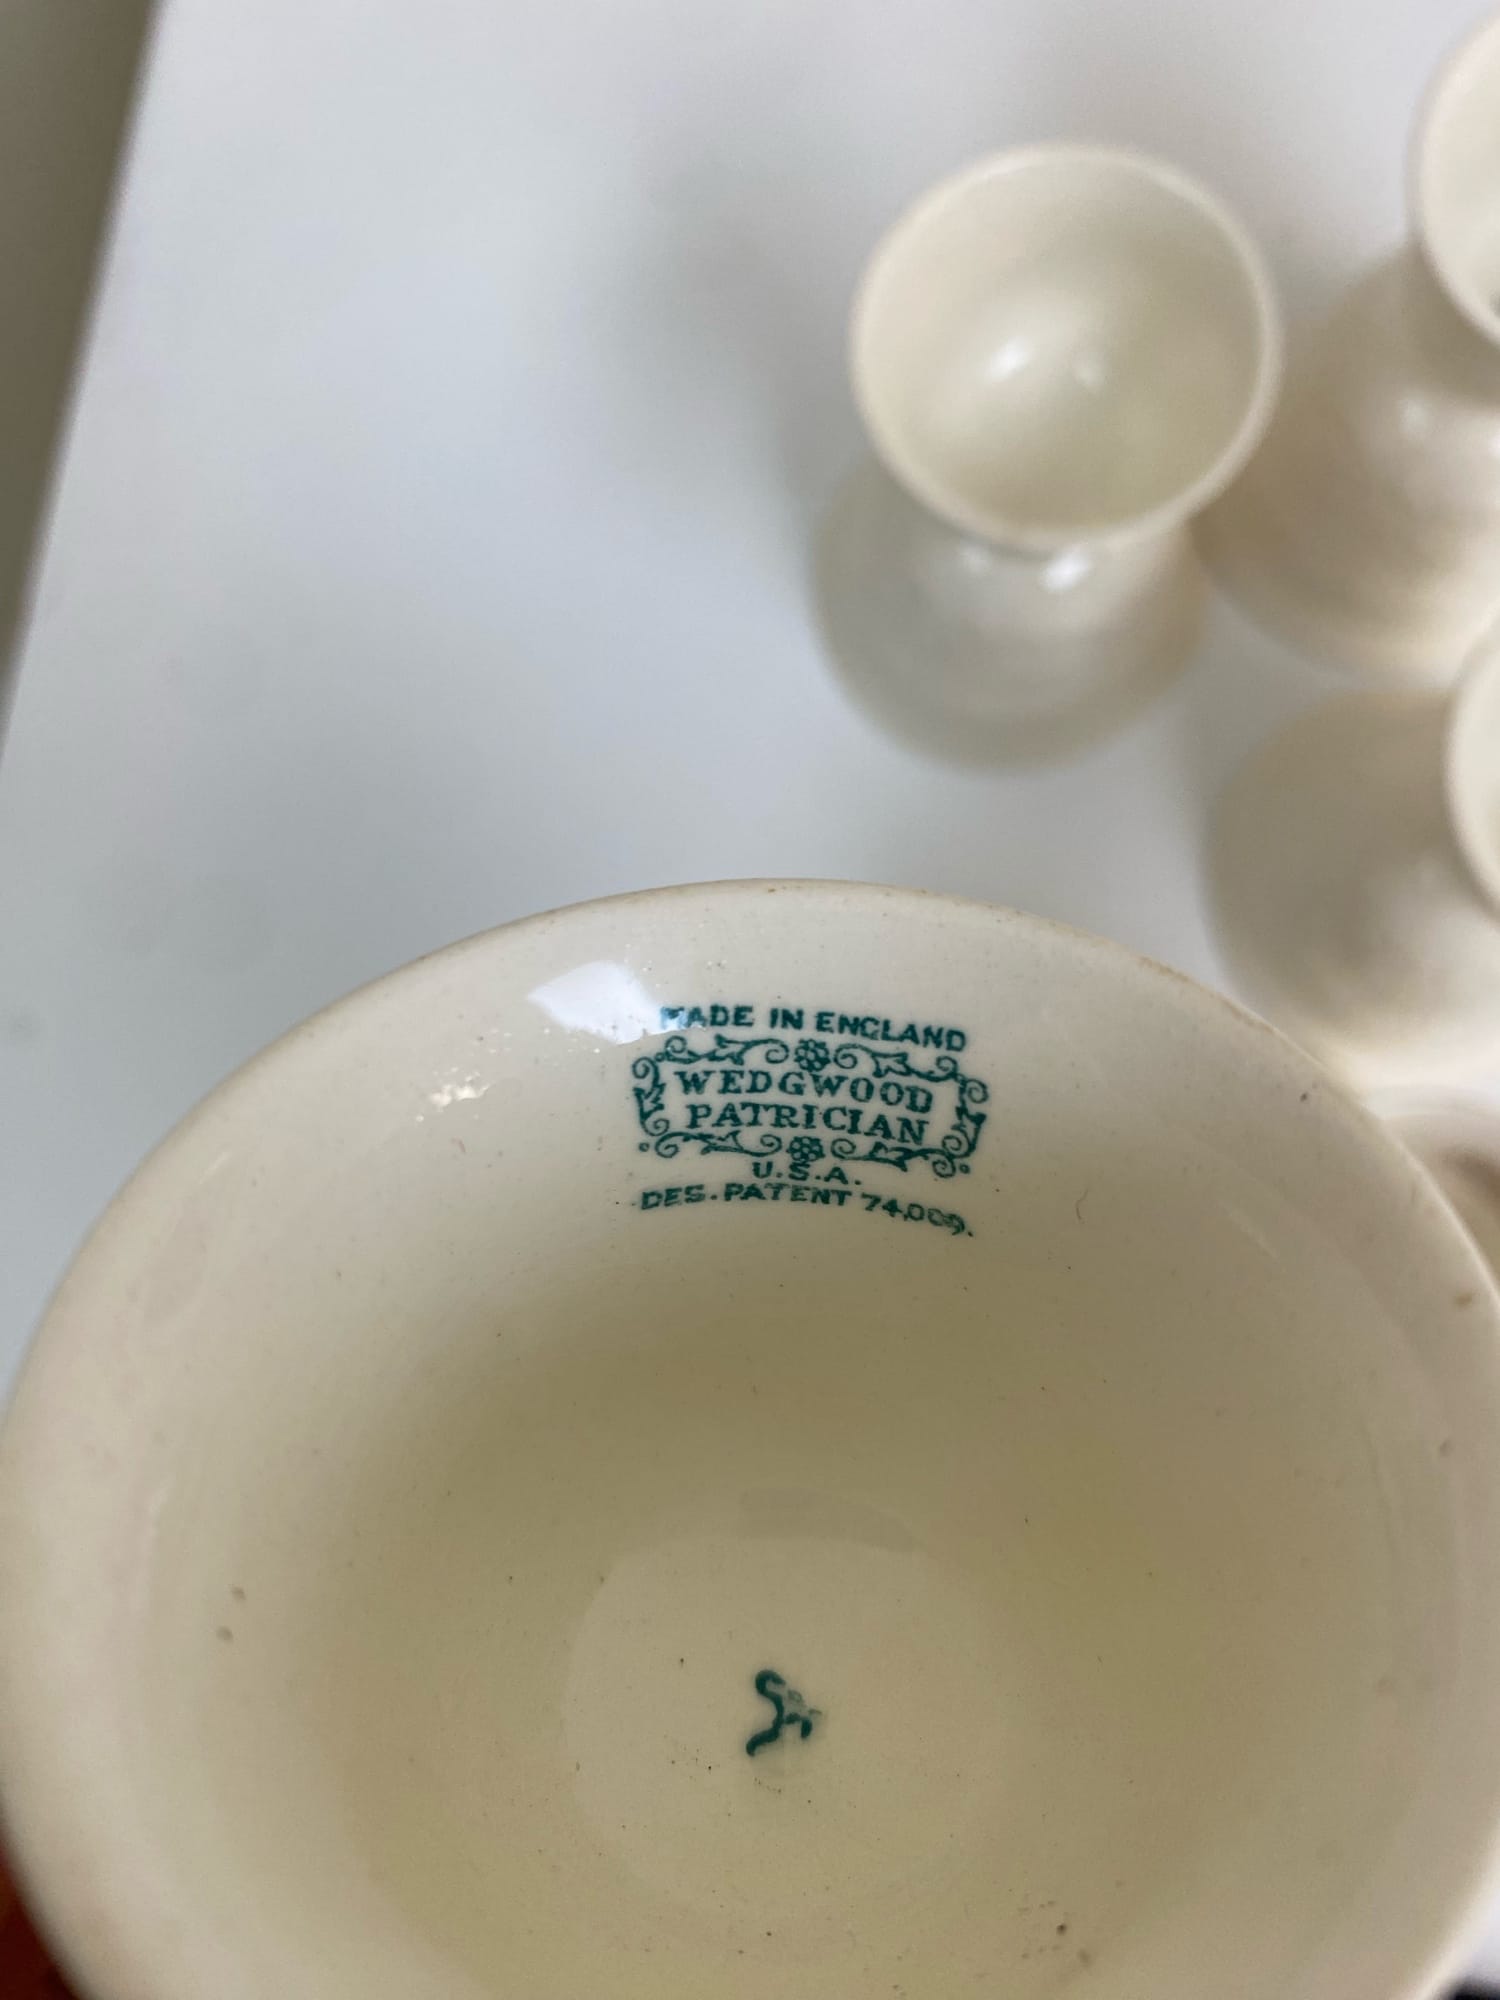 MADE IN ENGLAND
WEDGWOOD
PATRICIAN
U.S.A.
DES. PATENT 74,009.